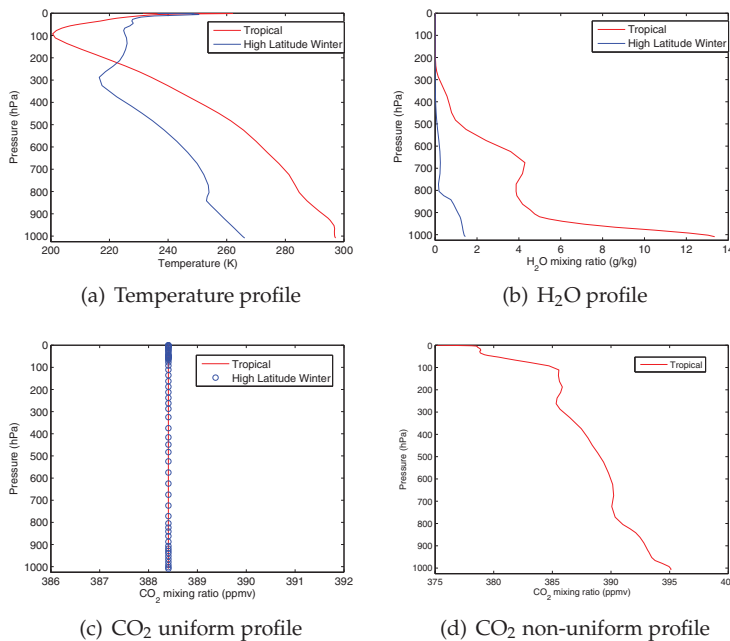 0
100
200
300
400
500
600
700
800
900
1000
Pressure (hPa)
Tropical
High Latitude Winter
200 220 240 260 280 300
Temperature (K)
(a) Temperature profile
0
100
200
300
400
500
600
700
800
900
1000
Pressure (hPa)
Tropical
High Latitude Winter
0 2 4 6 8 10 12 14
H₂O mixing ratio (g/kg)
(b) H₂O profile
0
100
200
300
400
500
600
700
800
900
1000
Pressure (hPa)
Tropical
High Latitude Winter
386 387 388 389 390 391 392
CO₂ mixing ratio (ppmv)
(c) CO₂ uniform profile
0
100
200
300
400
500
600
700
800
900
1000
Pressure (hPa)
Tropical
375 380 385 390 395 40
CO₂ mixing ratio (ppmv)
(d) CO₂ non-uniform profile